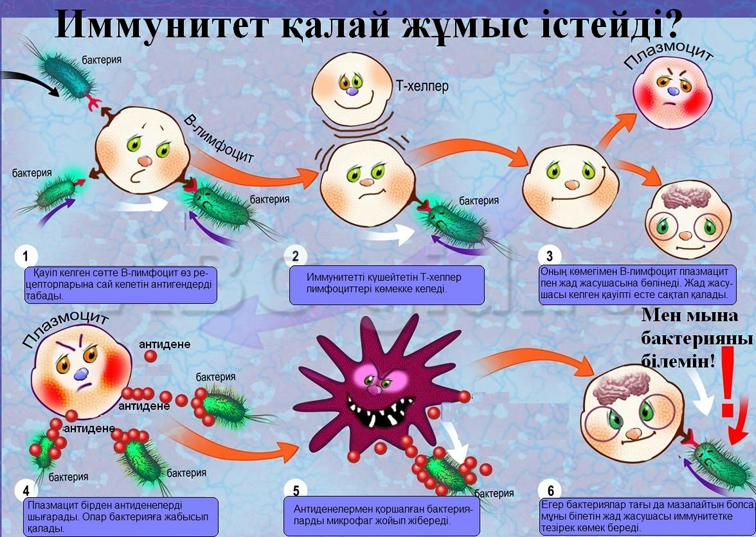 Иммунитет қалай жұмыс істейді?
бактерия
В-лимфоцит
бактерия
бактерия
Т-хелпер
бактерия
Плазмоцит
1
Қауіп келген сәтте В-лимфоцит өз ре-
цепторларына сай келетін антигендерді
табады.
2
Иммунитетті күшейтетін Т-хелпер
лимфоциттері көмекке келеді.
3
Оның көмегімен В-лимфоцит плазмацит
пен жад жасушасына бөлінеді. Жад жасу-
шасы келген қауіпті есте сақтап қалады.
Плазмоцит
антидене
антидене
антидене
бактерия
бактерия
бактерия
4
Плазмацит бірден антиденелерді
шығарады. Олар бактерияға жабысып
қалады.
бактерия
5
Антиденелермен қоршалған бактерия-
ларды микрофаг жойып жібереді.
Мен мына
бактерияны
білемін!
!
6
Егер бактериялар тағы да мазалайтын болса
мұны білетін жад жасушасы иммунитетке
тезірек көмек береді.